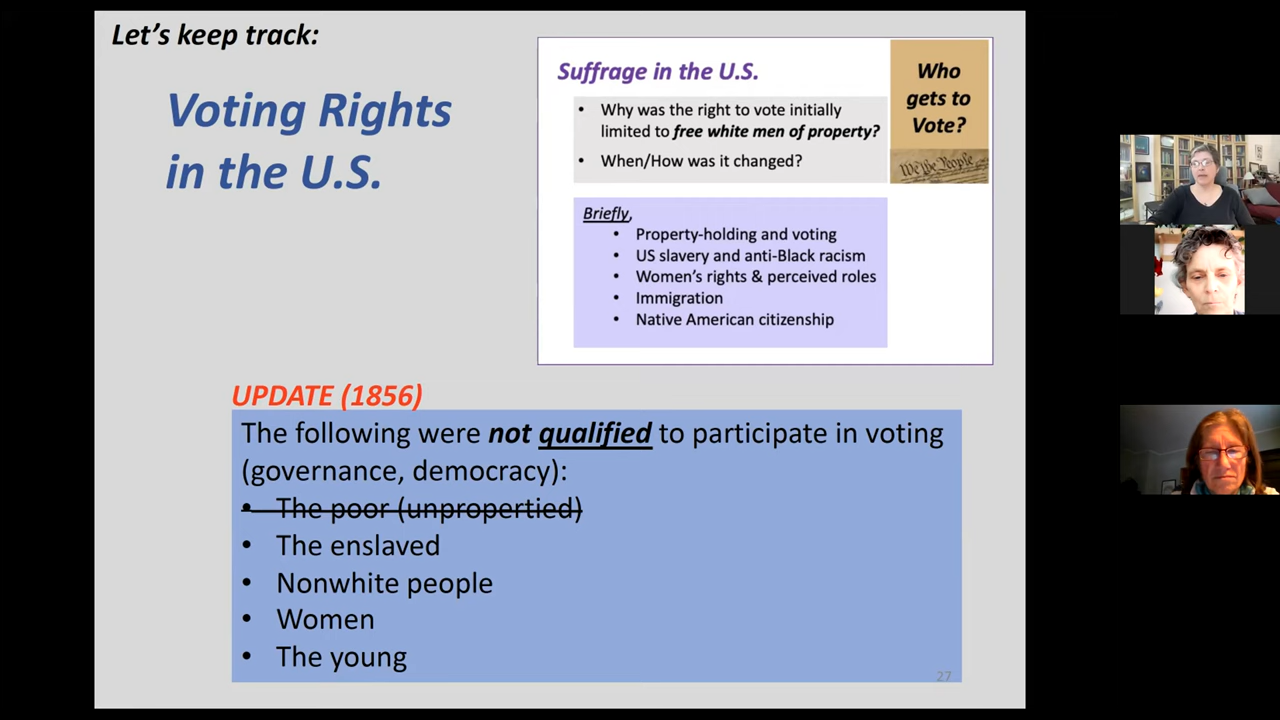 Let's keep track:
Voting Rights
in the U.S.
Suffrage in the U.S.
• Why was the right to vote initially
limited to free white men of property?
• When/How was it changed?
Who
gets to
Vote?
We the People
Briefly,
• Property-holding and voting
• US slavery and anti-Black racism
• Women's rights & perceived roles
• Immigration
• Native American citizenship
UPDATE (1856)
The following were not qualified to participate in voting
(governance, democracy):
• The poor (unpropertied)
• The enslaved
• Nonwhite people
• Women
• The young
27